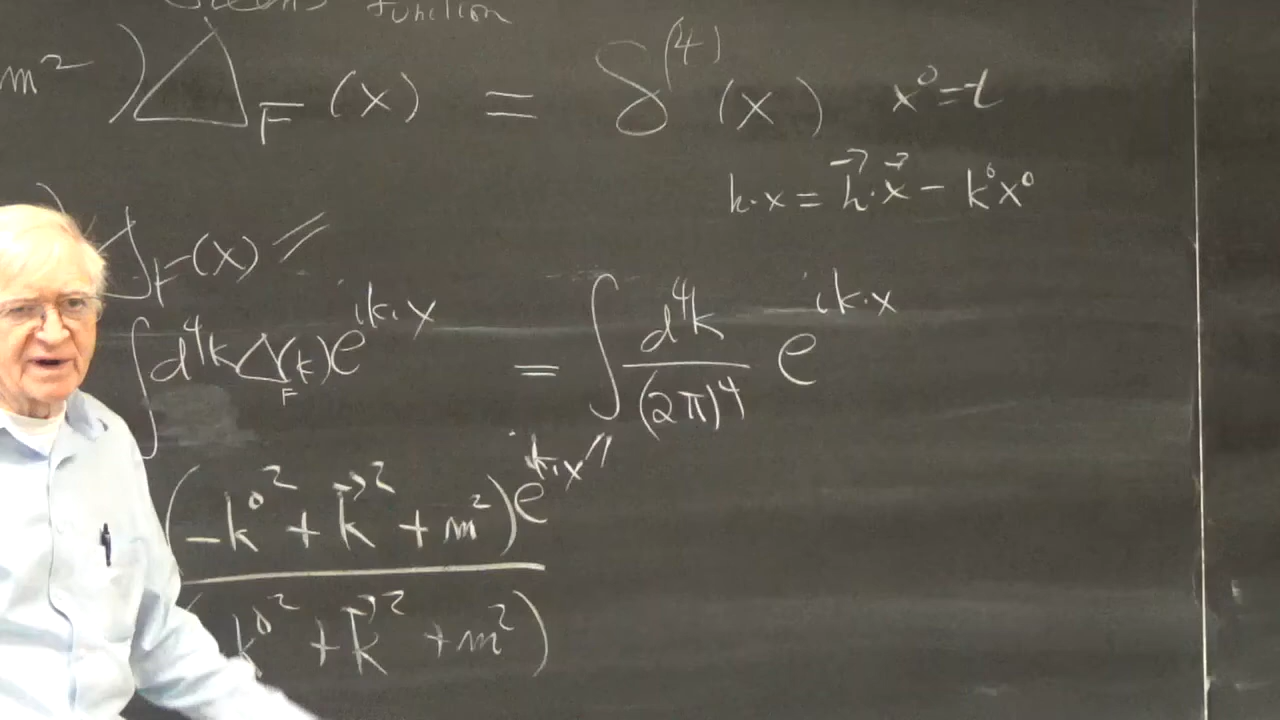 Green's function
m²) Δ_F (x) = δ⁽⁴⁾(x) x⁰=t
k·x = k⃗·x⃗ − k⁰x⁰
Δ_F(x) =
∫d⁴k Δ_F(k) e^{ik·x} = ∫ d⁴k/(2π)⁴ e^{ik·x}
(−k⁰² + k⃗² + m²) e^{ik·x} =
k⁰² + k⃗² + m²)